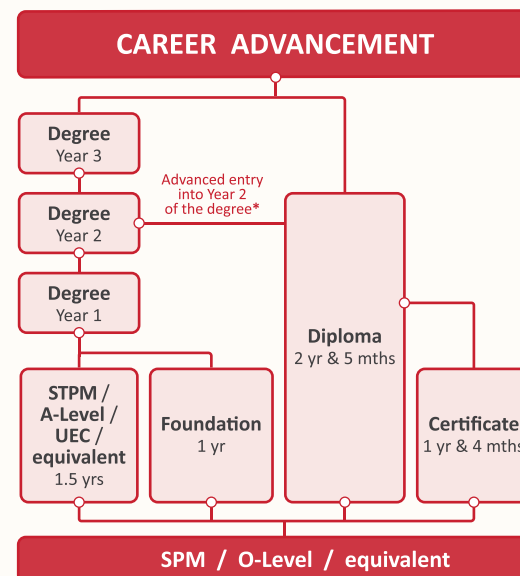 CAREER ADVANCEMENT
Degree
Year 3
Advanced entry
into Year 2
of the degree*
Degree
Year 2
Degree
Year 1
Diploma
2 yr & 5 mths
STPM /
A-Level /
UEC /
equivalent
1.5 yrs
Foundation
1 yr
Certificate
1 yr & 4 mths
SPM / O-Level / equivalent